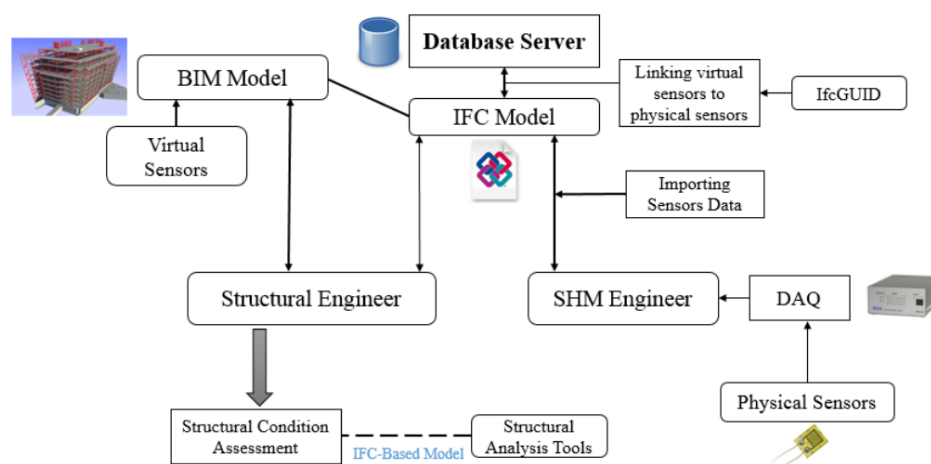 Database Server
BIM Model
Linking virtual
sensors to
physical sensors
IfcGUID
IFC Model
Virtual
Sensors
Importing
Sensors Data
Structural Engineer
SHM Engineer
DAQ
Physical Sensors
Structural Condition
Assessment
IFC-Based Model
Structural
Analysis Tools